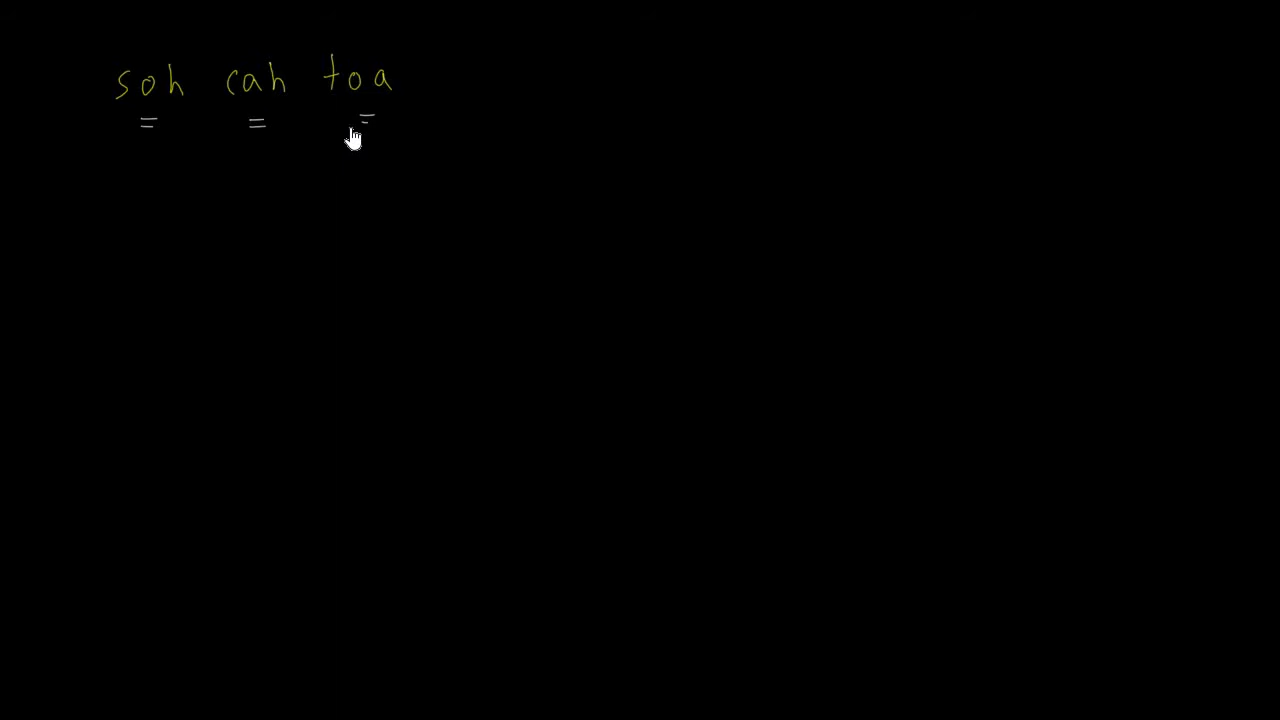 soh cah toa
= = =